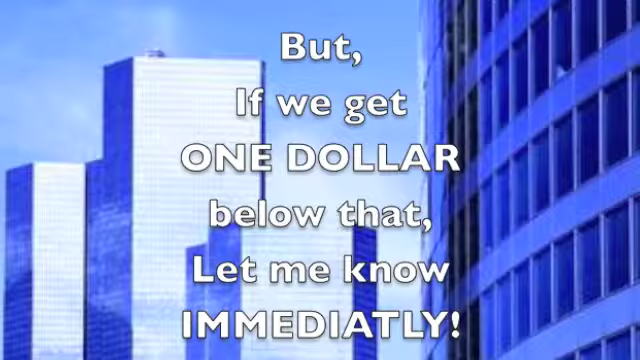 But,
If we get
ONE DOLLAR
below that,
Let me know
IMMEDIATLY!